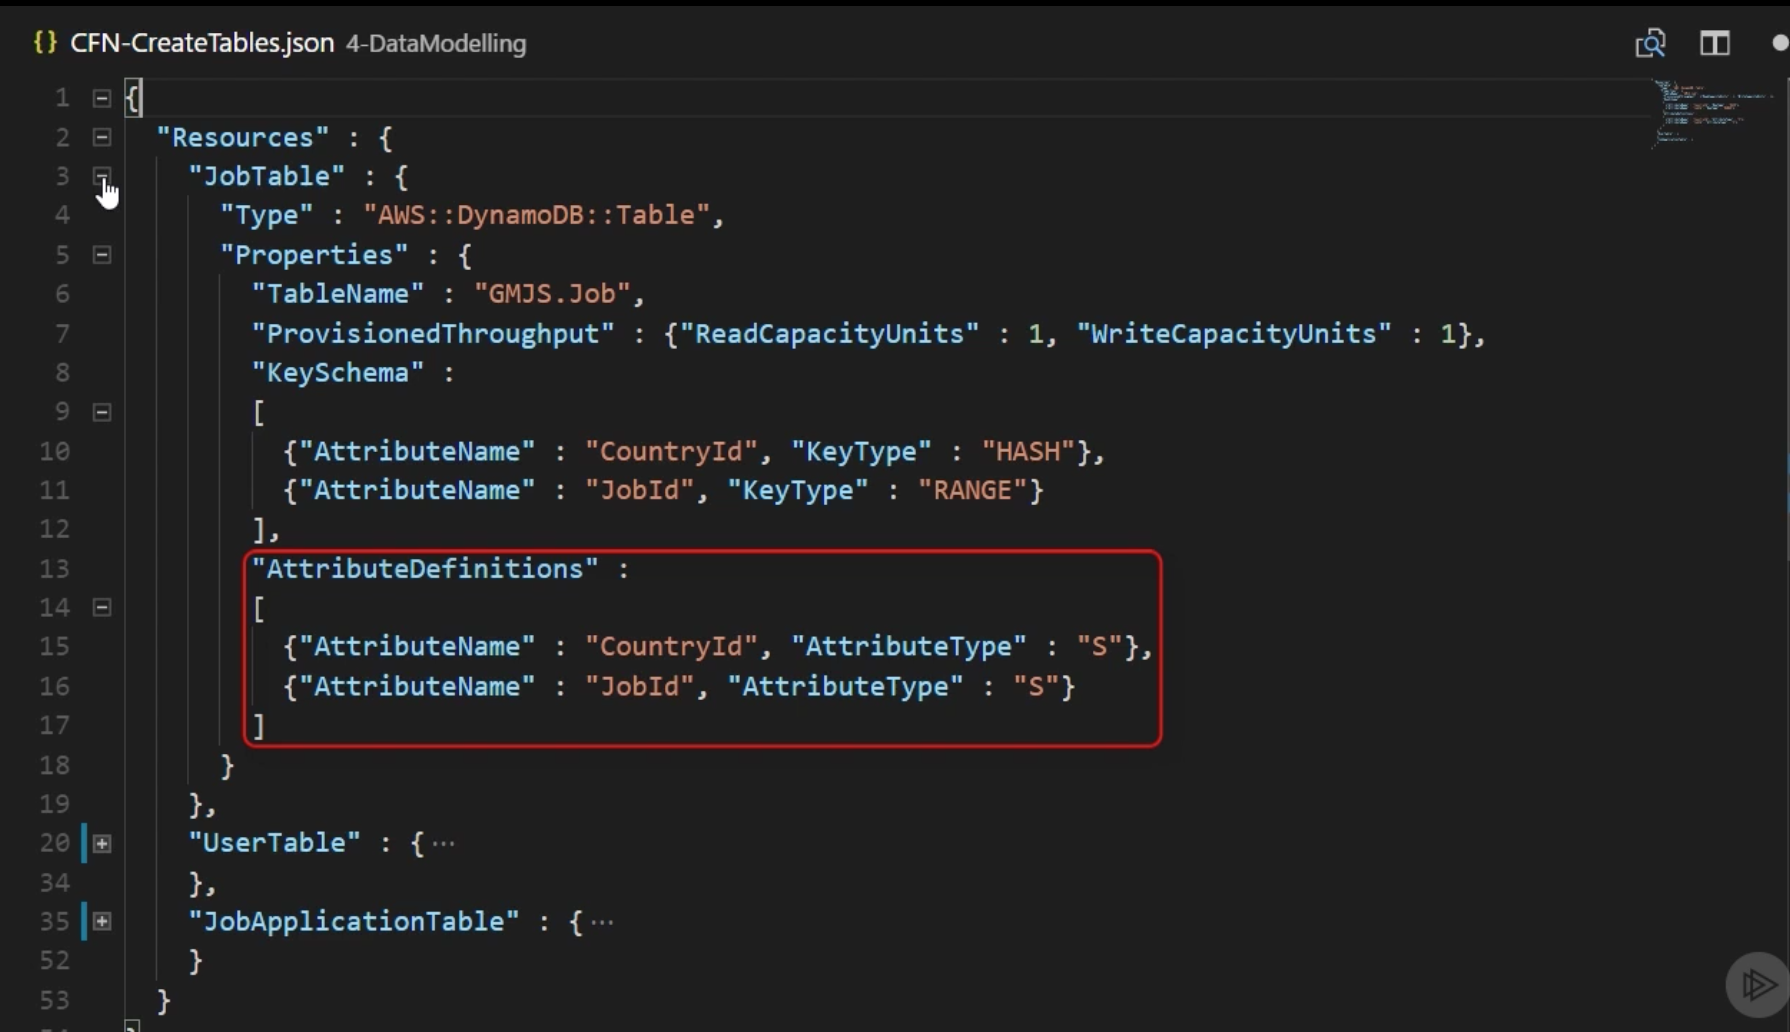 {} CFN-CreateTables.json 4-DataModelling
1 {
2 "Resources" : {
3 "JobTable" : {
4 "Type" : "AWS::DynamoDB::Table",
5 "Properties" : {
6 "TableName" : "GMJS.Job",
7 "ProvisionedThroughput" : {"ReadCapacityUnits" : 1, "WriteCapacityUnits" : 1},
8 "KeySchema" :
9 [
10 {"AttributeName" : "CountryId", "KeyType" : "HASH"},
11 {"AttributeName" : "JobId", "KeyType" : "RANGE"}
12 ],
13 "AttributeDefinitions" :
14 [
15 {"AttributeName" : "CountryId", "AttributeType" : "S"},
16 {"AttributeName" : "JobId", "AttributeType" : "S"}
17 ]
18 }
19 },
20 "UserTable" : {···
34 },
35 "JobApplicationTable" : {···
52 }
53 }